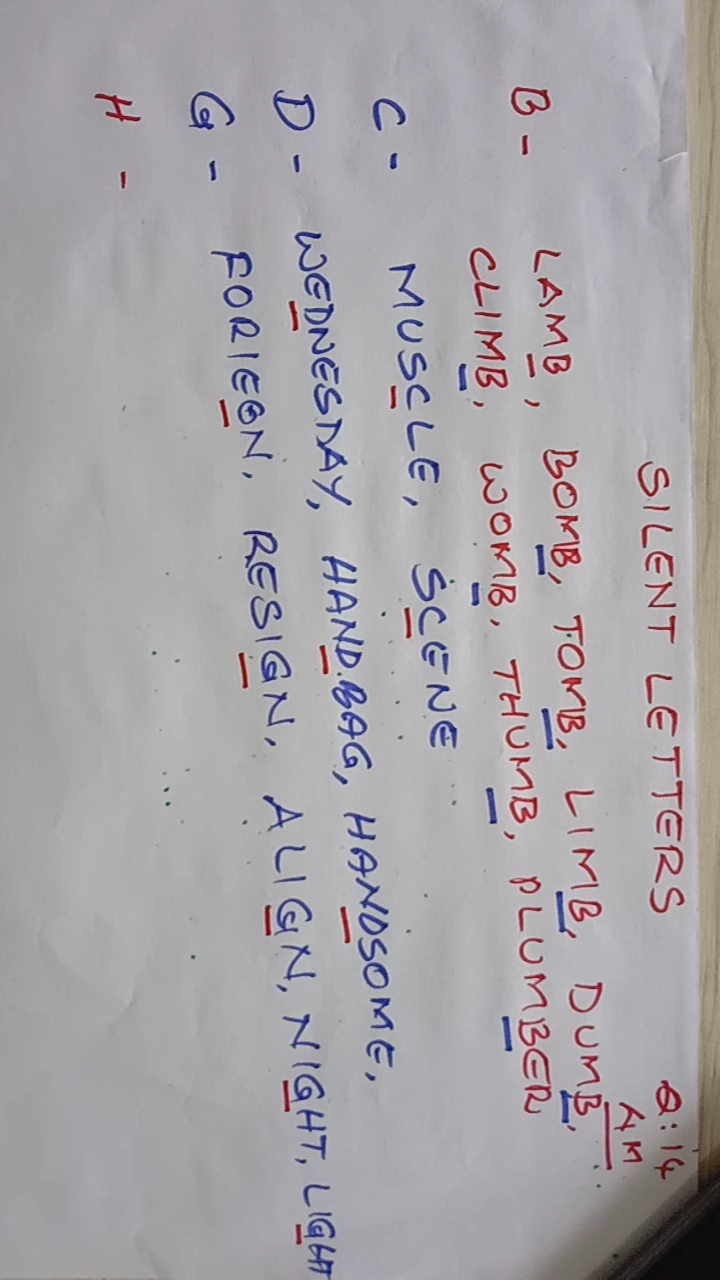 SILENT LETTERS 8:14 AM
B - LAMB, BOMB, TOMB, LIMB, DUMB,
CLIMB, WOMB, THUMB, PLUMBER
C - MUSCLE, SCENE
D - WEDNESDAY, HANDBAG, HANDSOME,
G - FORIEGN, RESIGN, ALIGN, NIGHT, LIGHT
H -